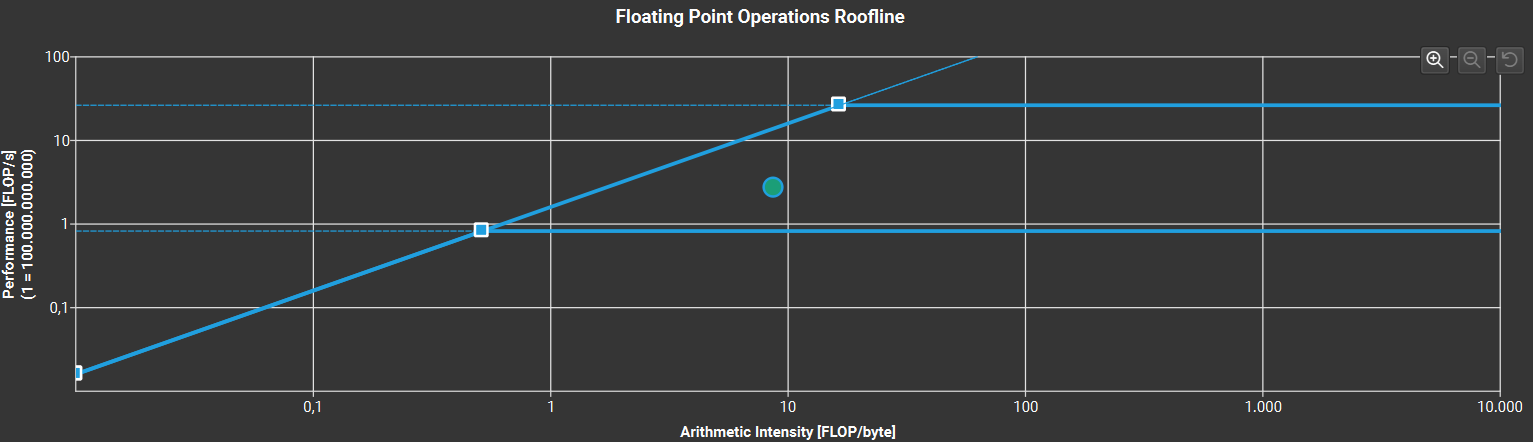 Floating Point Operations Roofline
100
10
1
0,1
Performance [FLOP/s]
(1 = 100.000.000.000)
0,1
1
10
100
1.000
10.000
Arithmetic Intensity [FLOP/byte]